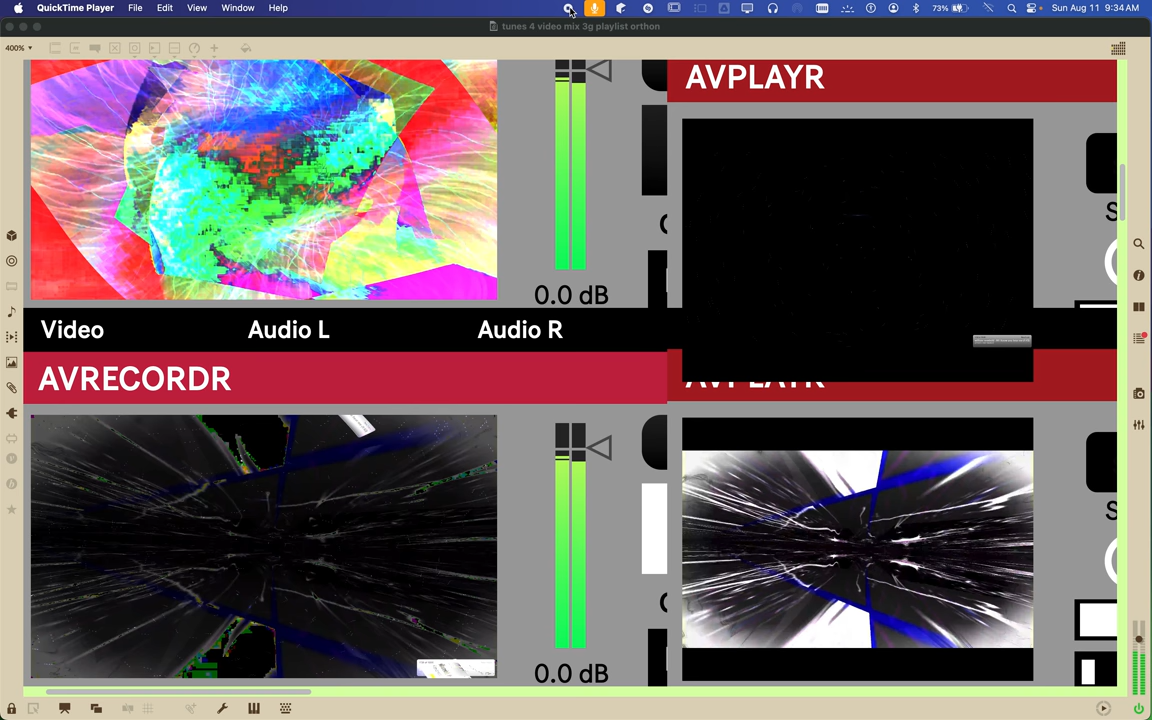 QuickTime Player File Edit View Window Help 73% Sun Aug 11 9:34 AM
tunes 4 video mix 3g playlist orthon
400%
AVPLAYR
S
0.0 dB
Video Audio L Audio R
AVRECORDR
AVPLAYR
S
0.0 dB